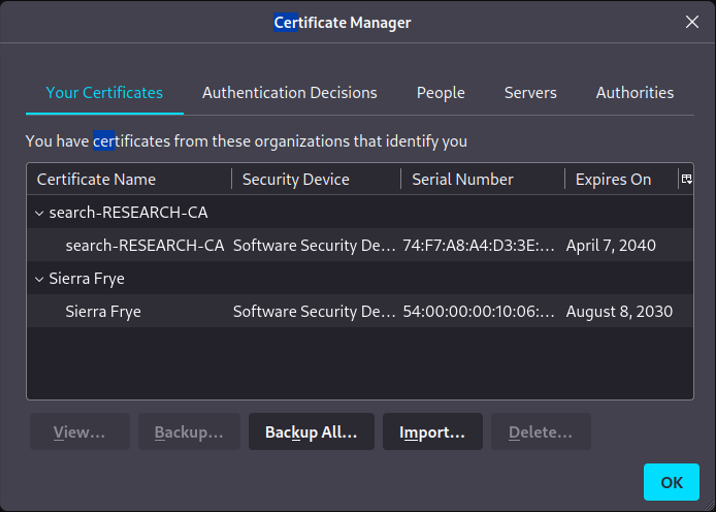 Certificate Manager
Your Certificates Authentication Decisions People Servers Authorities
You have certificates from these organizations that identify you
Certificate Name Security Device Serial Number Expires On
search-RESEARCH-CA
search-RESEARCH-CA Software Security De... 74:F7:A8:A4:D3:3E:... April 7, 2040
Sierra Frye
Sierra Frye Software Security De... 54:00:00:00:10:06:... August 8, 2030
View... Backup... Backup All... Import... Delete...
OK